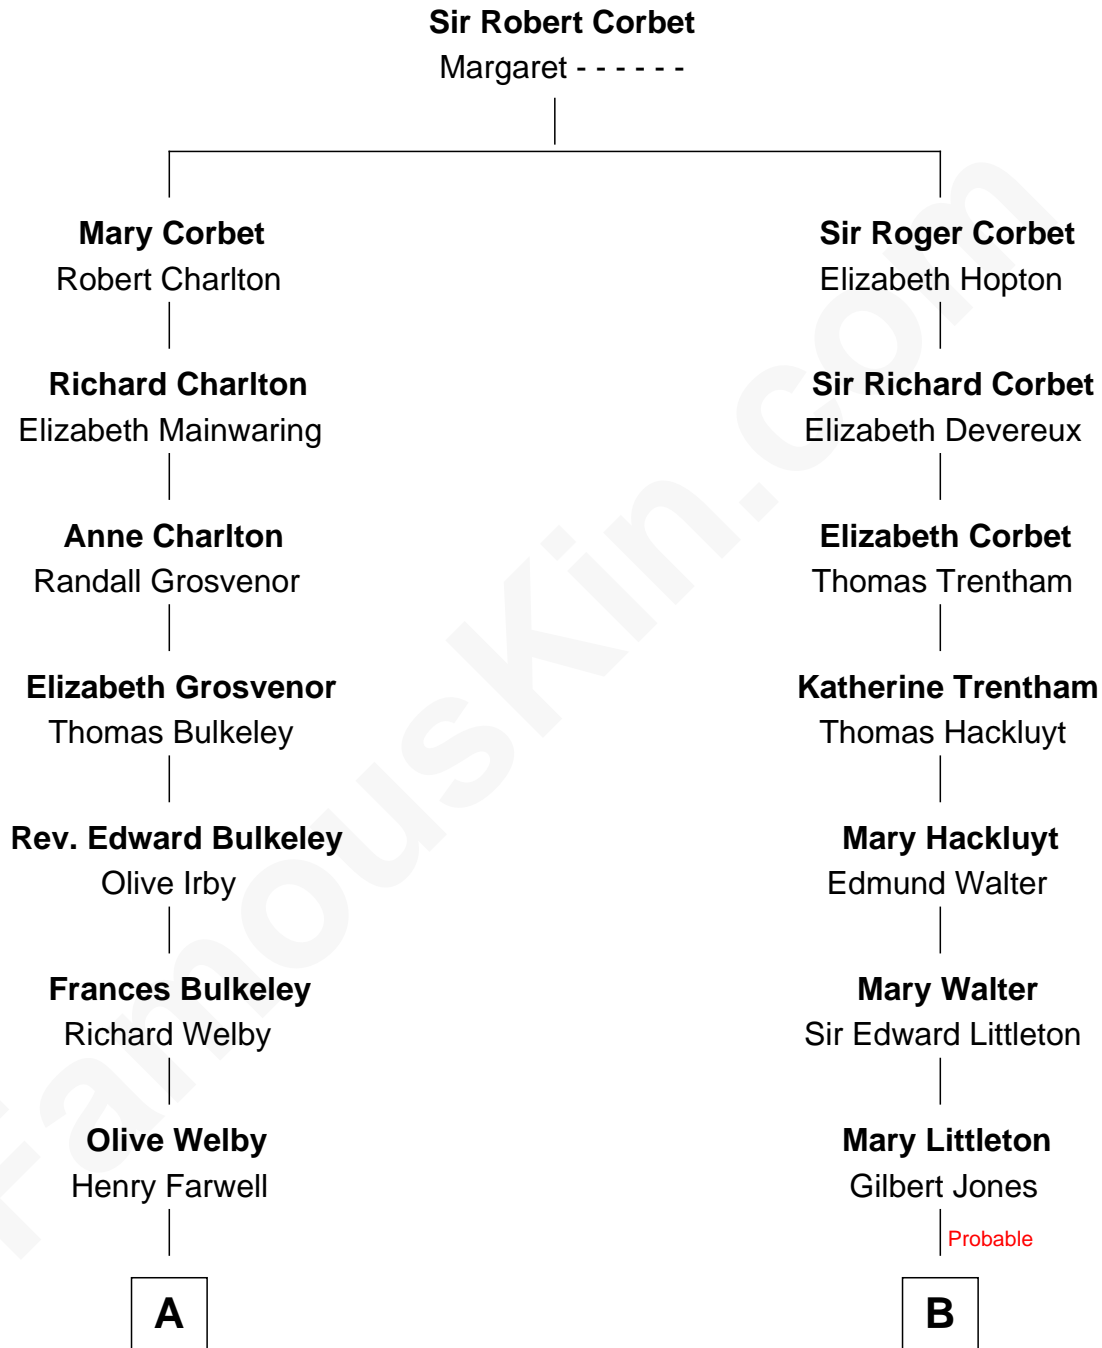 Sir Robert Corbet
Margaret - - - - - -
Mary Corbet
Robert Charlton
Richard Charlton
Elizabeth Mainwaring
Anne Charlton
Randall Grosvenor
Elizabeth Grosvenor
Thomas Bulkeley
Rev. Edward Bulkeley
Olive Irby
Frances Bulkeley
Richard Welby
Olive Welby
Henry Farwell
A
Sir Roger Corbet
Elizabeth Hopton
Sir Richard Corbet
Elizabeth Devereux
Elizabeth Corbet
Thomas Trentham
Katherine Trentham
Thomas Hackluyt
Mary Hackluyt
Edmund Walter
Mary Walter
Sir Edward Littleton
Mary Littleton
Gilbert Jones
Probable
B
FamousKin.com